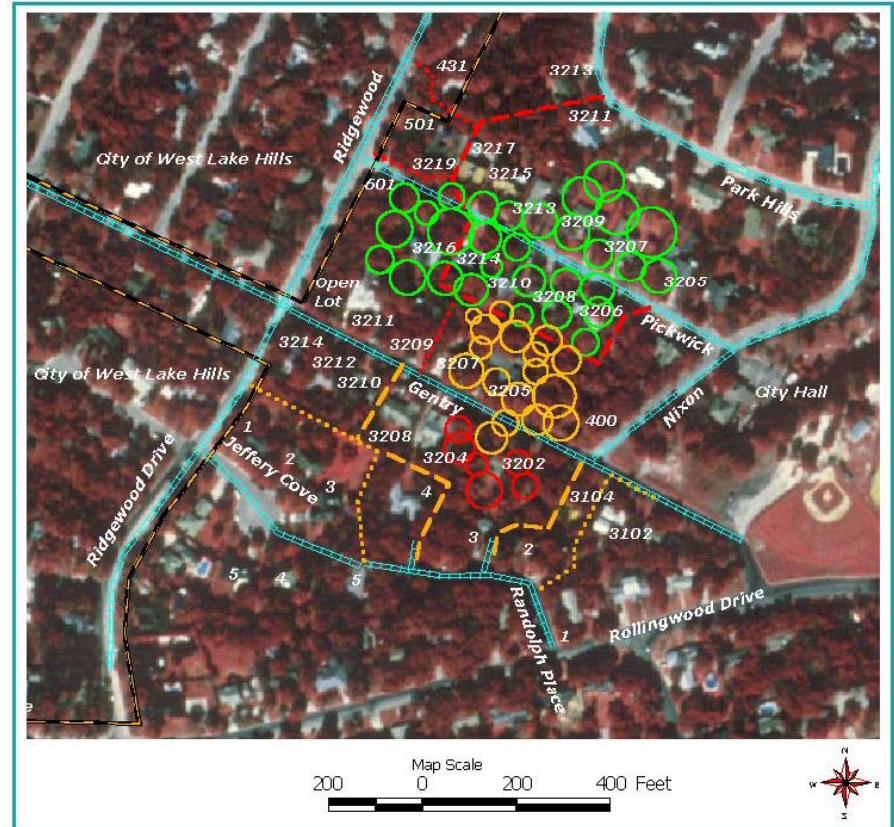 431
3213
3211
501
Ridgewood
3217
City of West Lake Hills
3219
3215
601
Park Hills
3213
3209
3216
3214
3207
3205
Open
Lot
3210
3208
3206
3211
Pickwick
3214
3209
3212
3207
City of West Lake Hills
3210
3205
City Hall
Gentry
400
Nixon
1
3208
Jeffery Cove
2
3204
3202
3
4
3104
Ridgewood Drive
3102
3
2
5
4
5
Randolph Place
1
Rollingwood Drive
e
Map Scale
200 0 200 400 Feet
N
W E
S